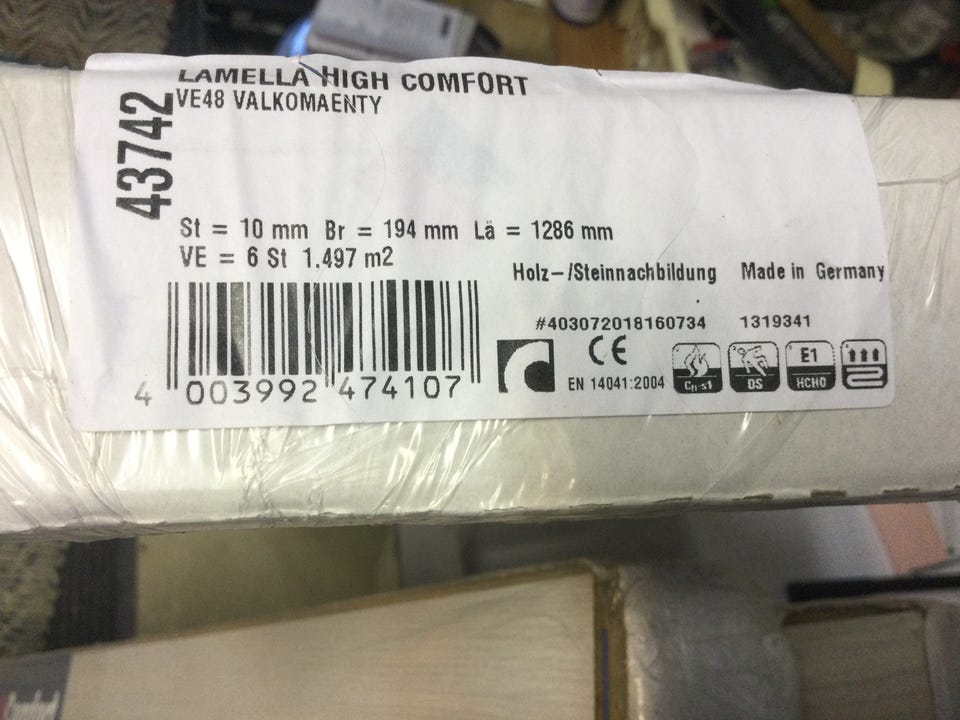 LAMELLA HIGH COMFORT
VE48 VALKOMAENTY
43742
St = 10 mm Br = 194 mm Lä = 1286 mm
VE = 6 St 1.497 m2
Holz-/Steinnachbildung Made in Germany
#403072018160734 1319341
CE
EN 14041:2004
Cfl-s1
DS
E1
HCHO
4 003992 474107